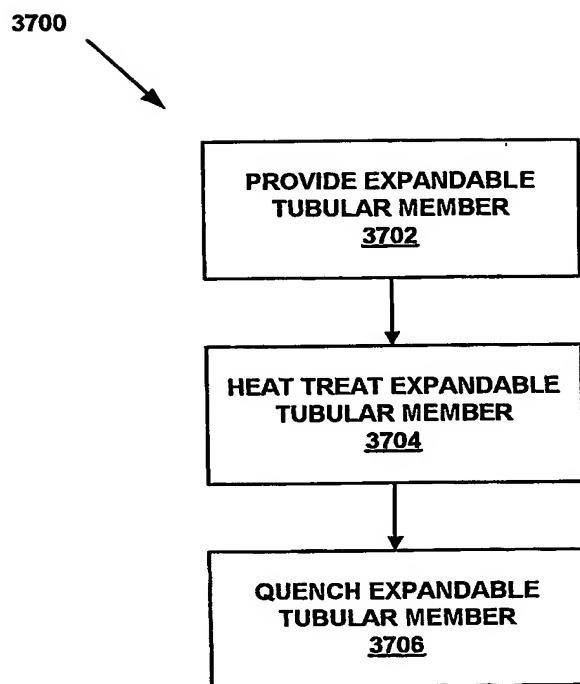 3700
PROVIDE EXPANDABLE
TUBULAR MEMBER
3702
HEAT TREAT EXPANDABLE
TUBULAR MEMBER
3704
QUENCH EXPANDABLE
TUBULAR MEMBER
3706